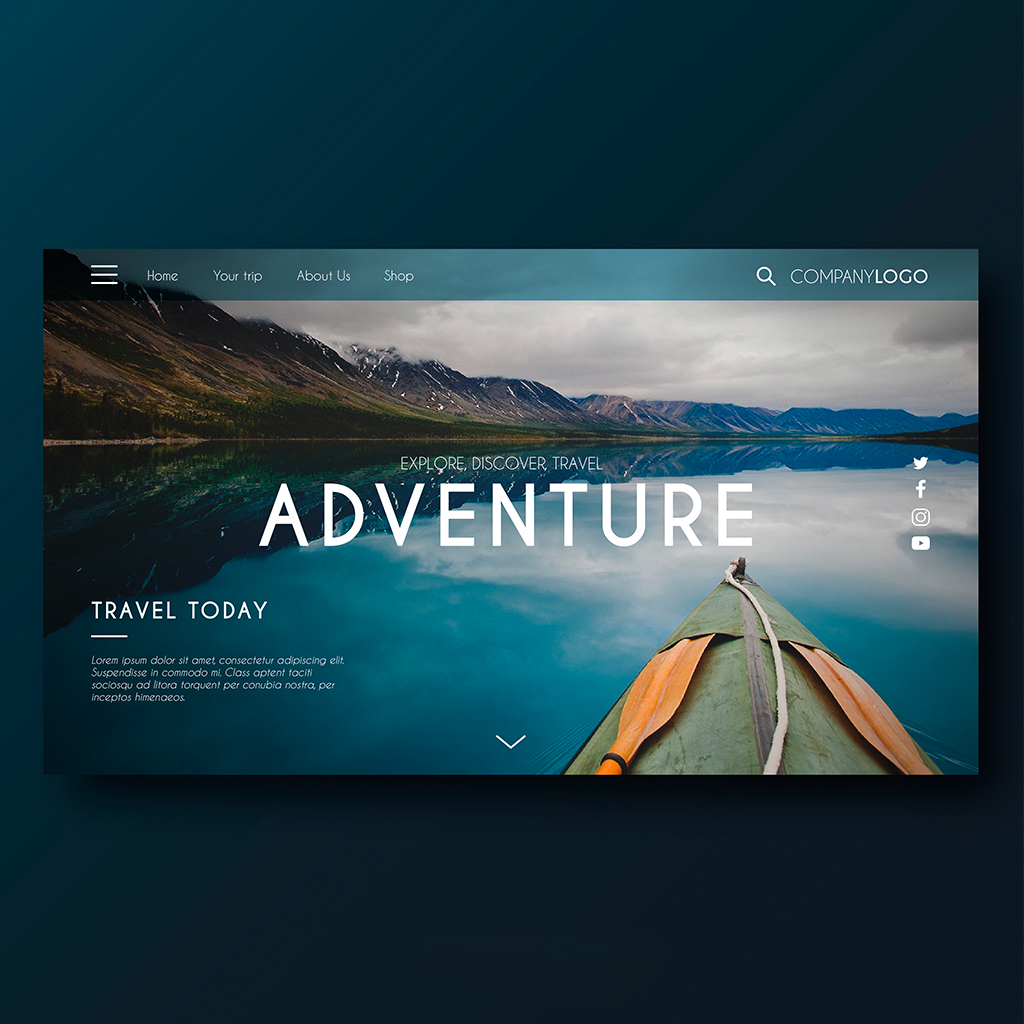 Home Your trip About Us Shop COMPANYLOGO
EXPLORE, DISCOVER, TRAVEL
ADVENTURE
TRAVEL TODAY
Lorem ipsum dolor sit amet, consectetur adipiscing elit.
Suspendisse in commodo mi. Class aptent taciti
sociosqu ad litora torquent per conubia nostra, per
inceptos himenaeos.